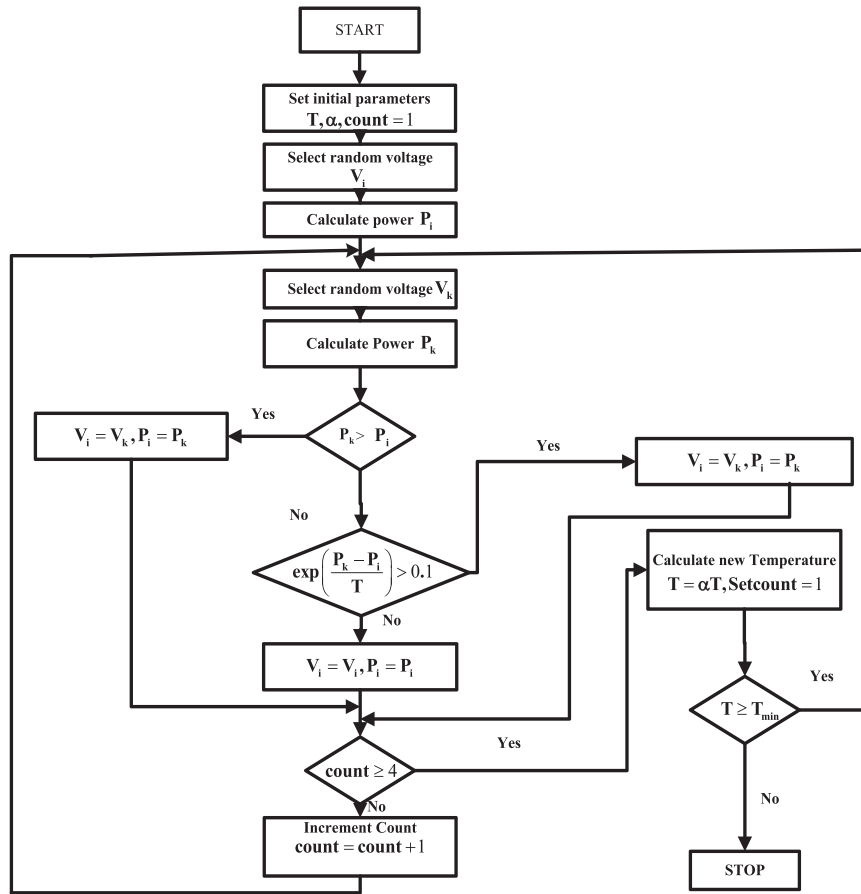 START
Set initial parameters
T, α, count = 1
Select random voltage
V_i
Calculate power P_i
Select random voltage V_k
Calculate Power P_k
Yes
P_k > P_i
V_i = V_k, P_i = P_k
Yes
V_i = V_k, P_i = P_k
No
exp((P_k − P_i)/T) > 0.1
Calculate new Temperature
T = αT, Setcount = 1
No
V_i = V_i, P_i = P_i
Yes
T ≥ T_min
Yes
count ≥ 4
No
No
Increment Count
count = count + 1
STOP